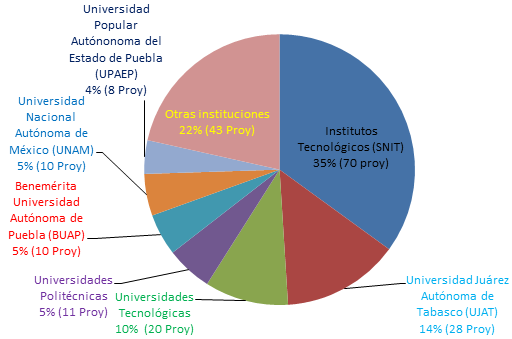 Universidad
Popular
Autónonoma del
Estado de Puebla
(UPAEP)
4% (8 Proy)
Otras instituciones
22% (43 Proy)
Institutos
Tecnológicos (SNIT)
35% (70 proy)
Universidad
Nacional
Autónoma de
México (UNAM)
5% (10 Proy)
Benemérita
Universidad
Autónoma de
Puebla (BUAP)
5% (10 Proy)
Universidades
Politécnicas
5% (11 Proy)
Universidades
Tecnológicas
10% (20 Proy)
Universidad Juárez
Autónoma de
Tabasco (UJAT)
14% (28 Proy)